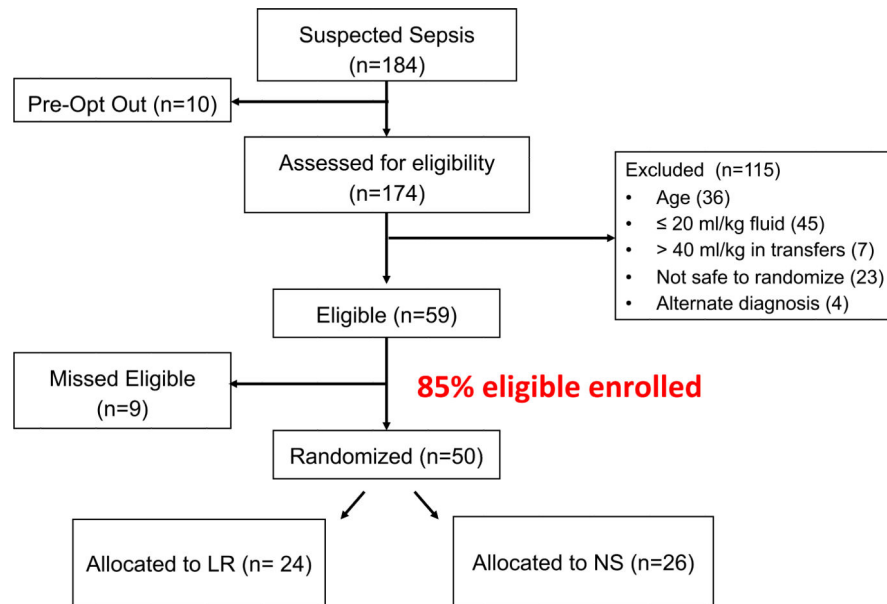 Suspected Sepsis
(n=184)
Pre-Opt Out (n=10)
Assessed for eligibility
(n=174)
Excluded (n=115)
• Age (36)
• ≤ 20 ml/kg fluid (45)
• > 40 ml/kg in transfers (7)
• Not safe to randomize (23)
• Alternate diagnosis (4)
Eligible (n=59)
Missed Eligible
(n=9)
85% eligible enrolled
Randomized (n=50)
Allocated to LR (n= 24)
Allocated to NS (n=26)